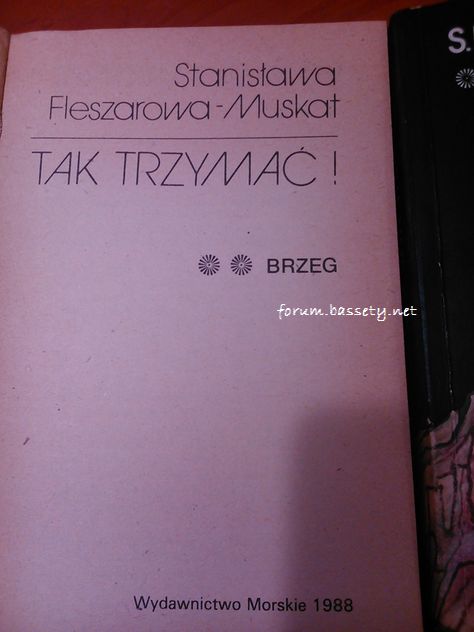 Stanisława
Fleszarowa-Muskat
TAK TRZYMAĆ!
BRZEG
forum.bassety.net
Wydawnictwo Morskie 1988
S.